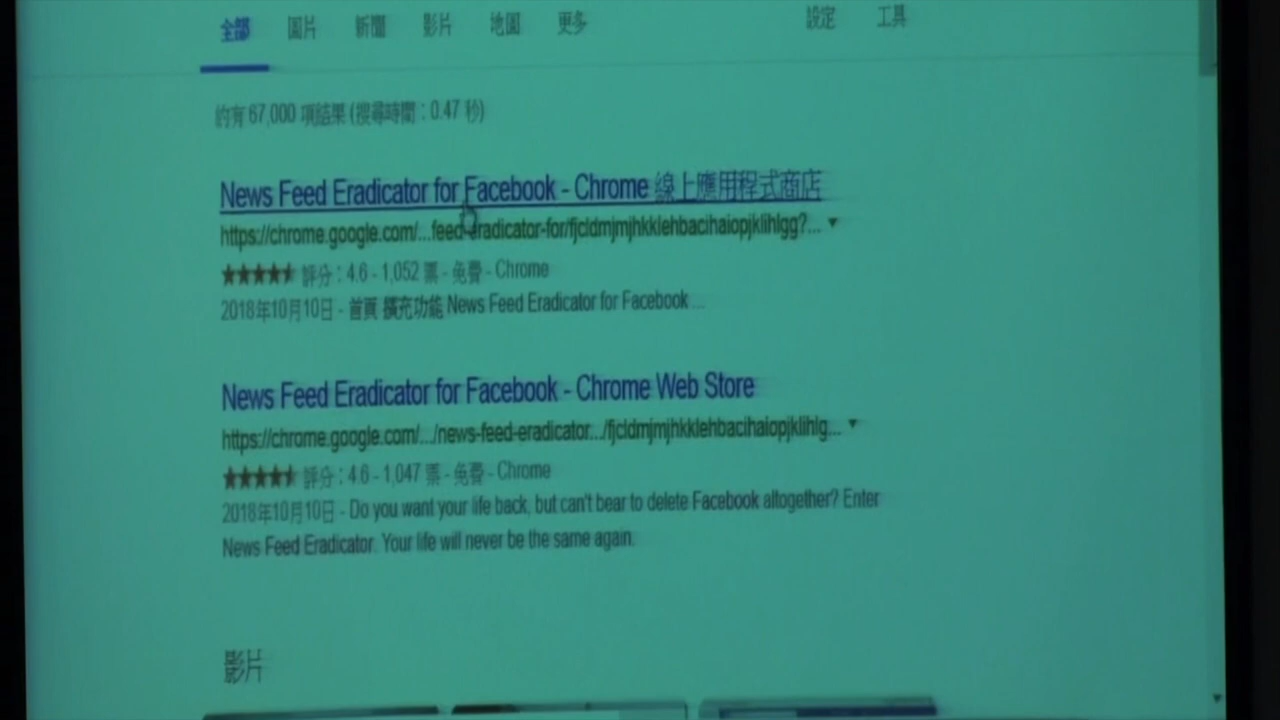 全部 圖片 新聞 影片 地圖 更多 設定 工具
約有 67,000 項結果 (搜尋時間：0.47 秒)
News Feed Eradicator for Facebook - Chrome 線上應用程式商店
https://chrome.google.com/...feed-eradicator-for/fjcldmjmjhkklehbacihaiopjklihlgg?...
評分：4.6 - 1,052 票 - 免費 - Chrome
2018年10月10日 - 首頁 擴充功能 News Feed Eradicator for Facebook ...
News Feed Eradicator for Facebook - Chrome Web Store
https://chrome.google.com/.../news-feed-eradicator.../fjcldmjmjhkklehbacihaiopjklihlg...
評分：4.6 - 1,047 票 - 免費 - Chrome
2018年10月10日 - Do you want your life back, but can't bear to delete Facebook altogether? Enter
News Feed Eradicator. Your life will never be the same again.
影片